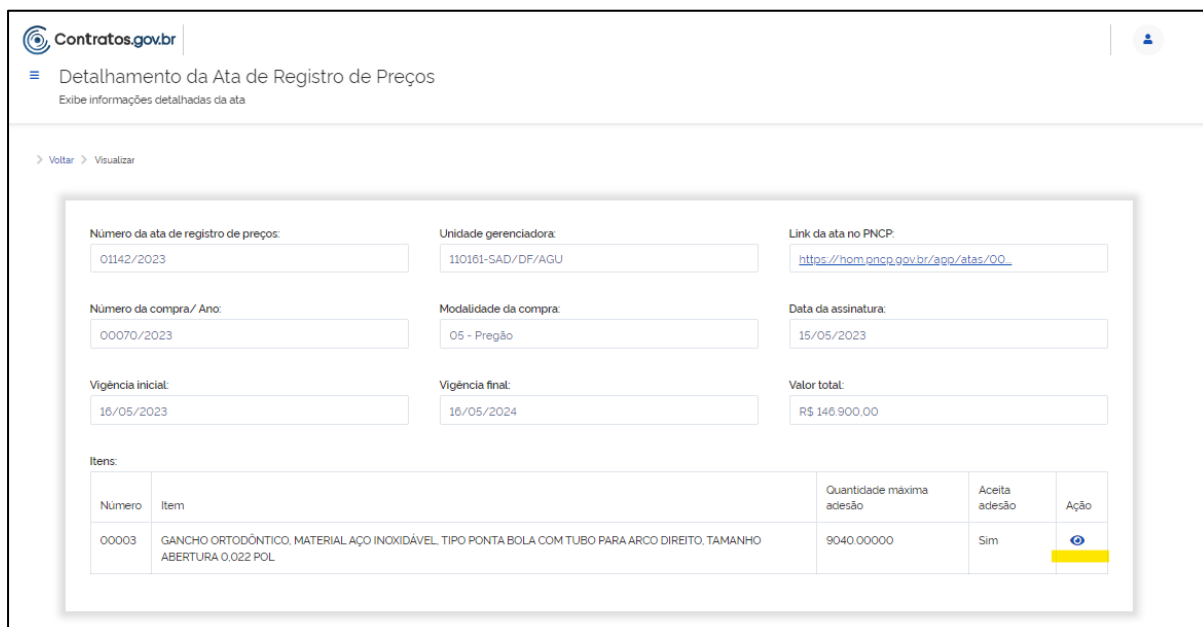 Contratos.gov.br
Detalhamento da Ata de Registro de Preços
Exibe informações detalhadas da ata
> Voltar > Visualizar
Número da ata de registro de preços: Unidade gerenciadora: Link da ata no PNCP:
01142/2023 110161-SAD/DF/AGU https://hom.pncp.gov.br/app/atas/00...
Número da compra/ Ano: Modalidade da compra: Data da assinatura:
00070/2023 05 - Pregão 15/05/2023
Vigência inicial: Vigência final: Valor total:
16/05/2023 16/05/2024 R$ 146.900,00
Itens:
Número Item Quantidade máxima adesão Aceita adesão Ação
00003 GANCHO ORTODÔNTICO, MATERIAL AÇO INOXIDÁVEL, TIPO PONTA BOLA COM TUBO PARA ARCO DIREITO, TAMANHO 9040.00000 Sim
ABERTURA 0,022 POL